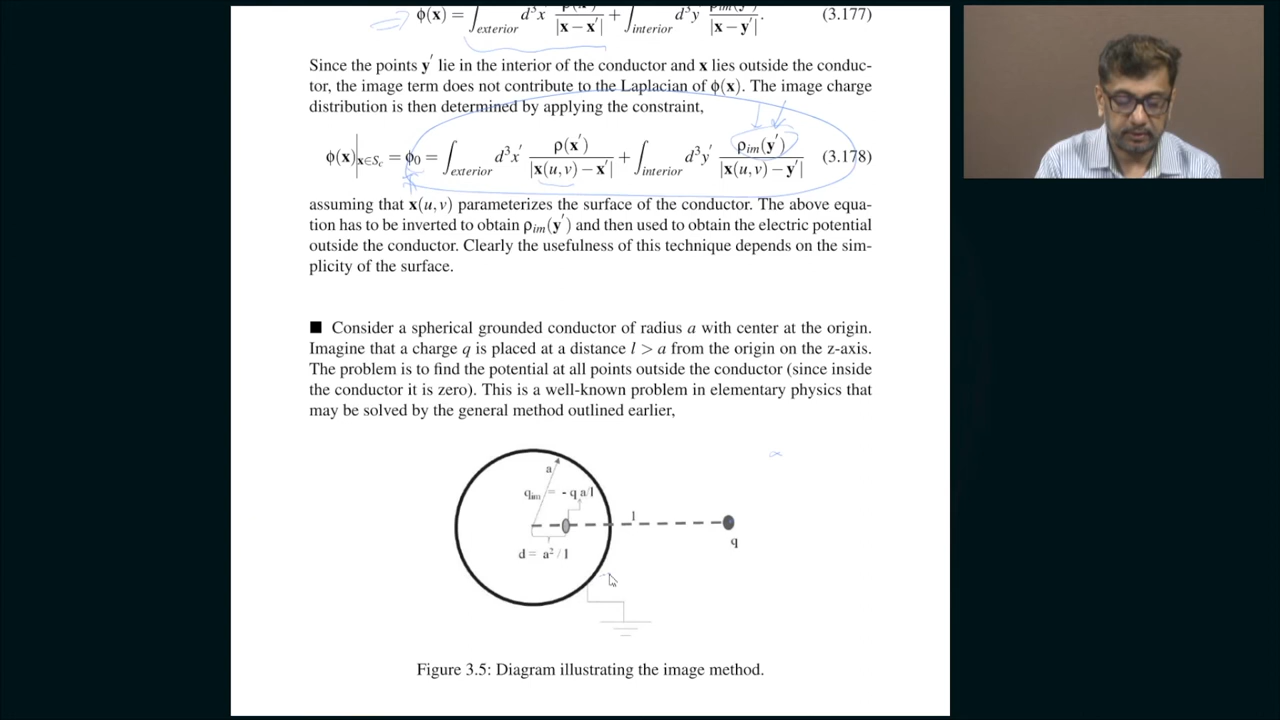 ϕ(x) = ∫exterior d³x′ ρ(x′)/|x − x′| + ∫interior d³y′ ρim(y′)/|x − y′|. (3.177)
Since the points y′ lie in the interior of the conductor and x lies outside the conduc-
tor, the image term does not contribute to the Laplacian of ϕ(x). The image charge
distribution is then determined by applying the constraint,
ϕ(x)|x∈Sc = ϕ0 = ∫exterior d³x′ ρ(x′)/|x(u,v) − x′| + ∫interior d³y′ ρim(y′)/|x(u,v) − y′| (3.178)
assuming that x(u,v) parameterizes the surface of the conductor. The above equa-
tion has to be inverted to obtain ρim(y′) and then used to obtain the electric potential
outside the conductor. Clearly the usefulness of this technique depends on the sim-
plicity of the surface.
■ Consider a spherical grounded conductor of radius a with center at the origin.
Imagine that a charge q is placed at a distance l > a from the origin on the z-axis.
The problem is to find the potential at all points outside the conductor (since inside
the conductor it is zero). This is a well-known problem in elementary physics that
may be solved by the general method outlined earlier,
a
qim = - q a/l
l
q
d = a² / l
Figure 3.5: Diagram illustrating the image method.